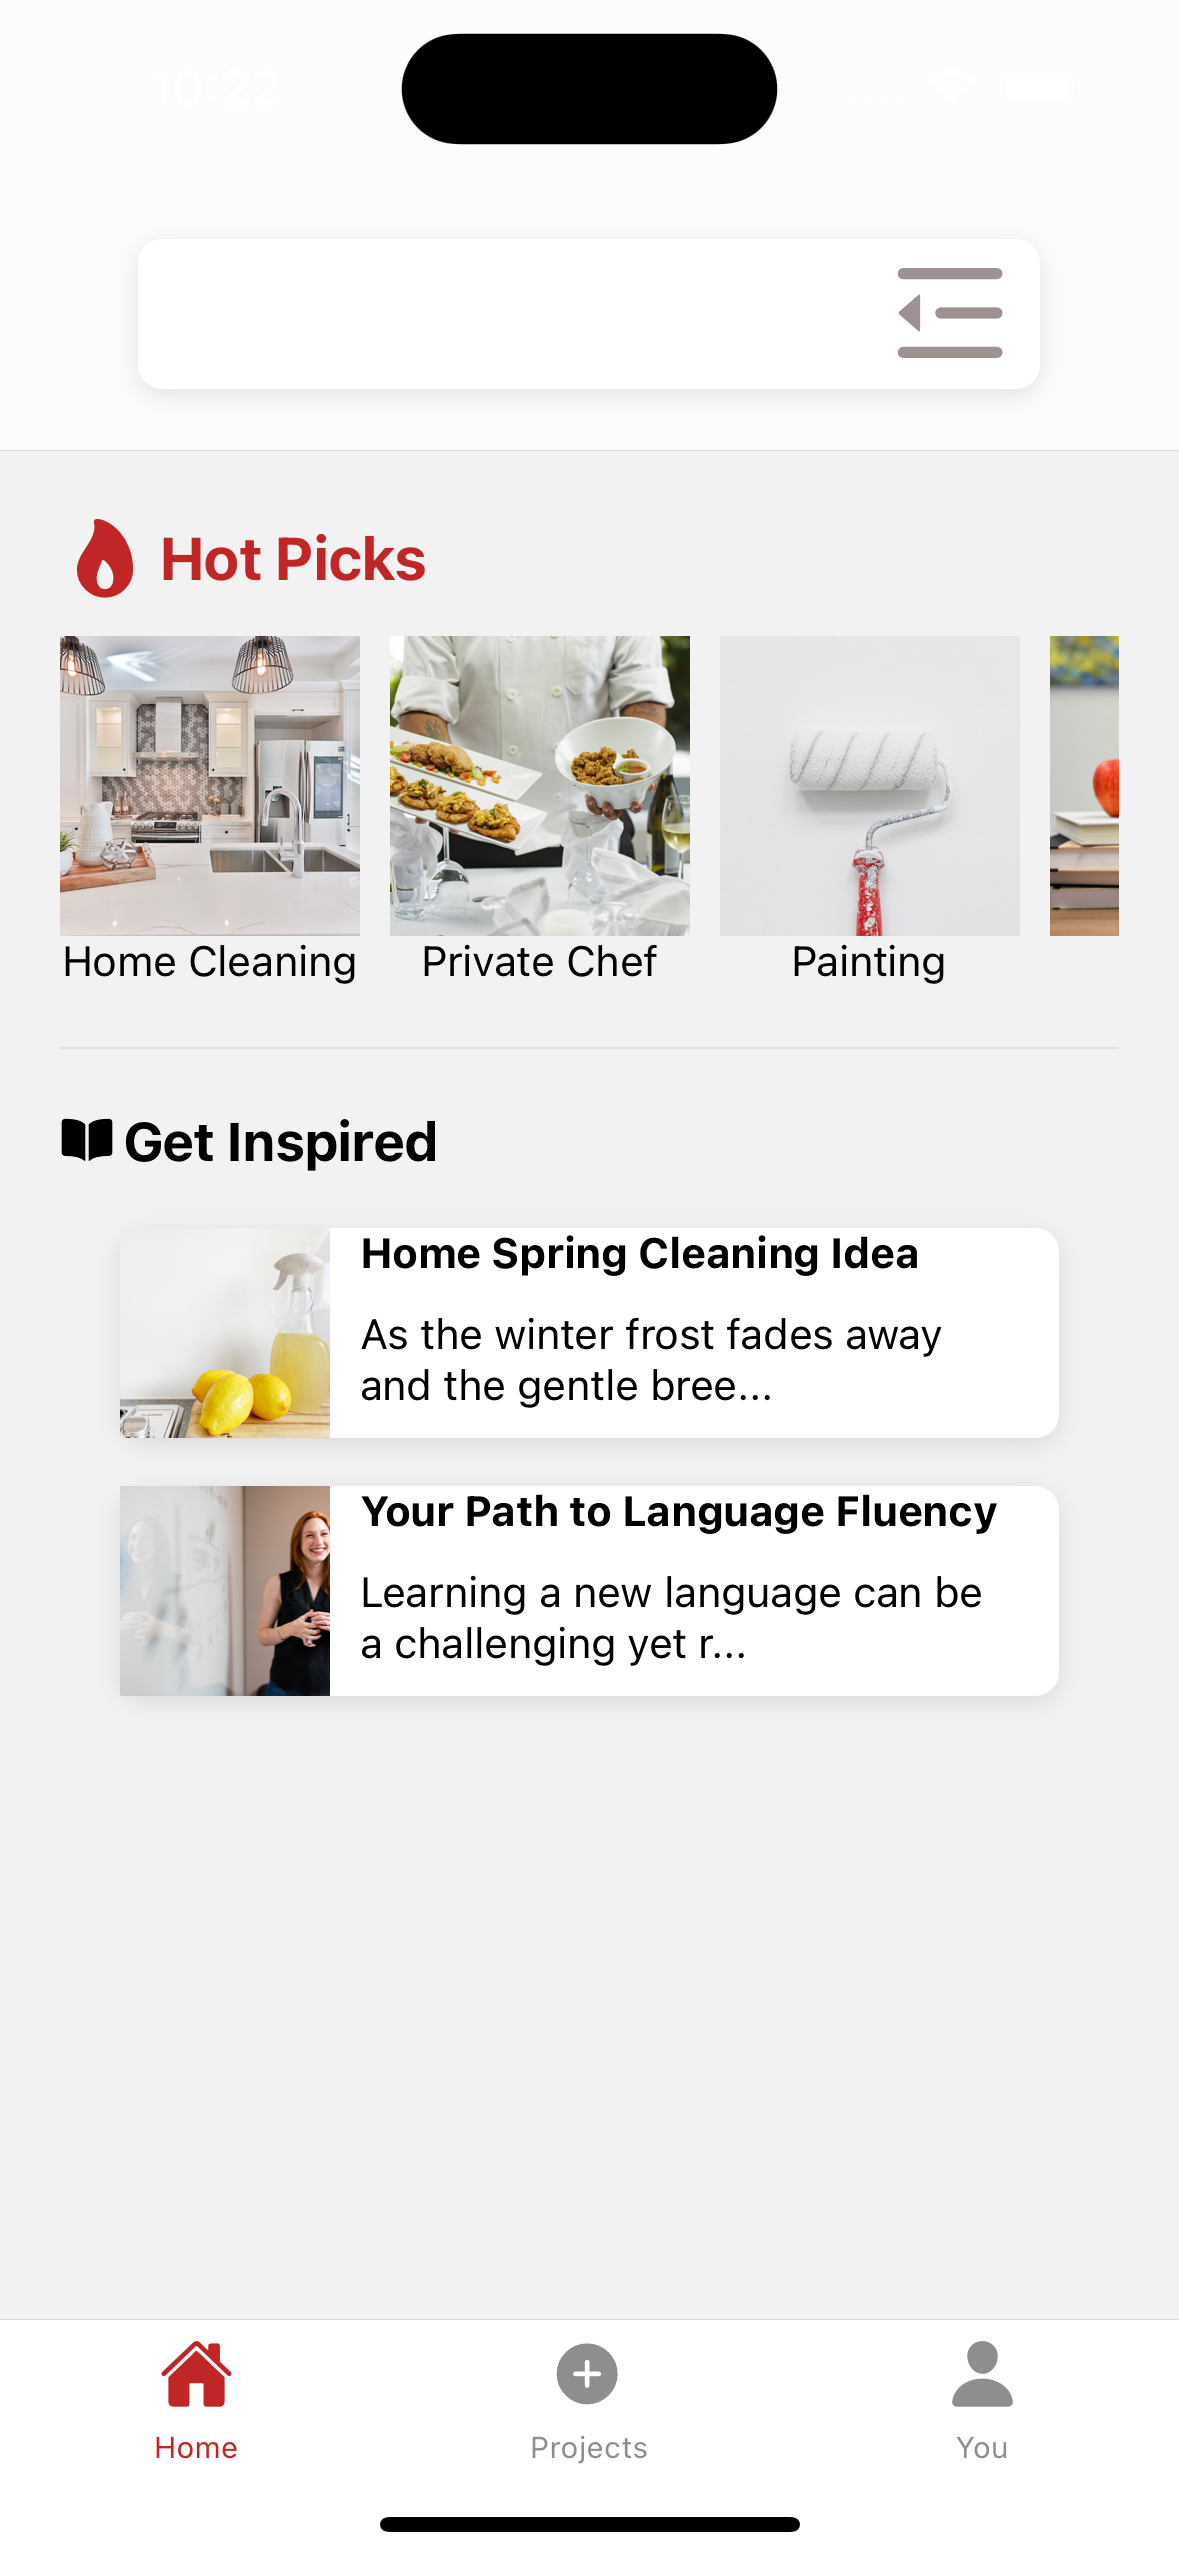 10:22
Hot Picks
Home Cleaning
Private Chef
Painting
Get Inspired
Home Spring Cleaning Idea
As the winter frost fades away
and the gentle bree...
Your Path to Language Fluency
Learning a new language can be
a challenging yet r...
Home
Projects
You